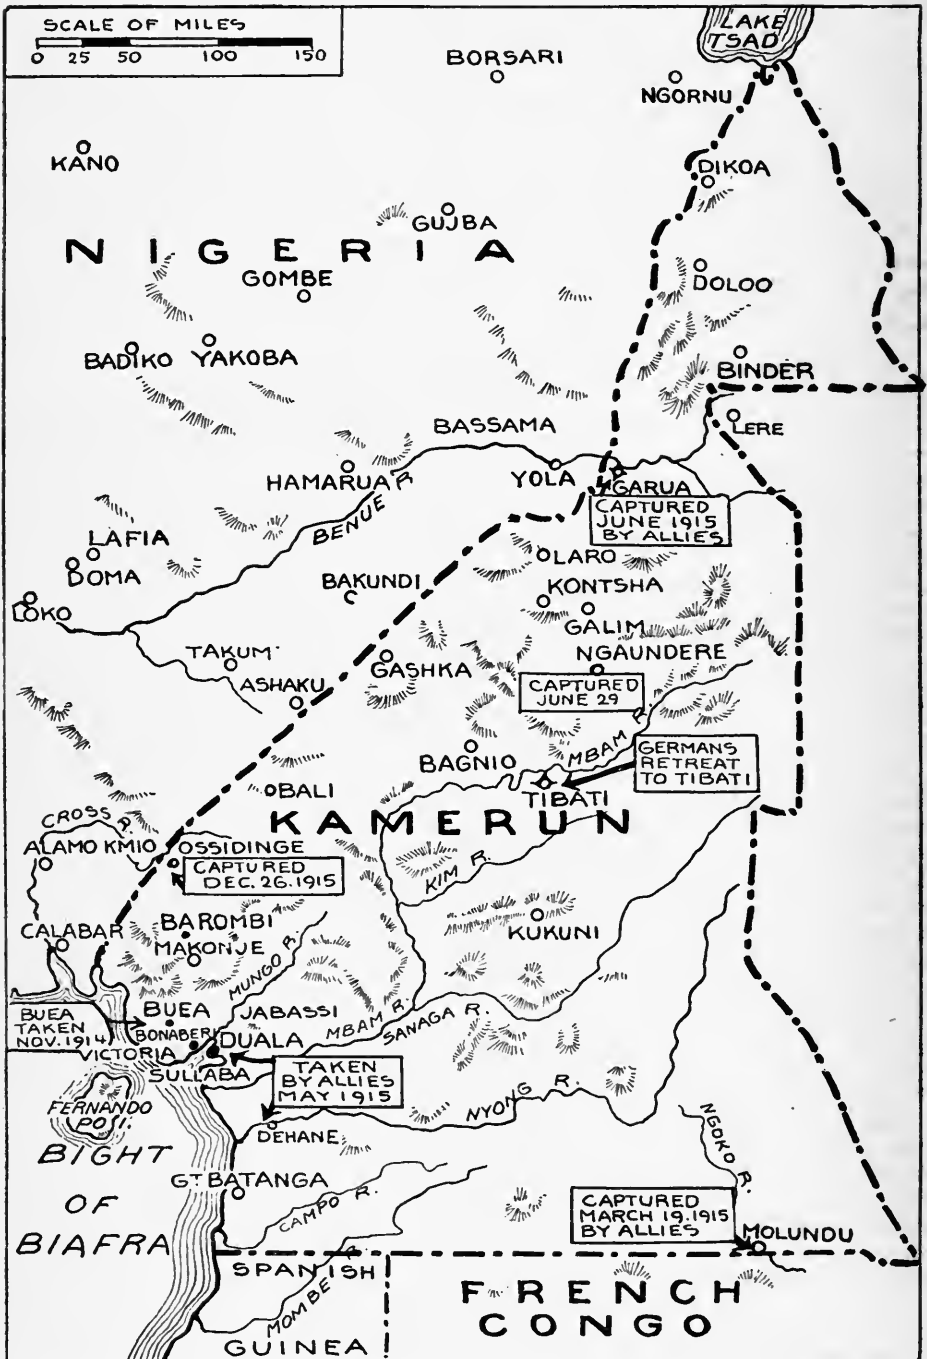 SCALE OF MILES
0 25 50 100 150
LAKE
TSAD
BORSARI
NGORNU
KANO
DIKOA
GUJBA
NIGERIA
GOMBE
DOLOO
BADIKO
YAKOBA
BINDER
BASSAMA
LERE
HAMARUA
YOLA
GARUA
BENUE R.
CAPTURED
JUNE 1915
BY ALLIES
LAFIA
DOMA
LARO
LOKO
BAKUNDI
KONTSHA
GALIM
TAKUM
GASHKA
NGAUNDERE
ASHAKU
CAPTURED
JUNE 29
MBAM R.
BAGNIO
GERMANS
RETREAT
TO TIBATI
BALI
TIBATI
KAMERUN
CROSS R.
ALAMO KMIO
OSSIDINGE
CAPTURED
DEC. 26.1915
KIM R.
BAROMBI
KUKUNI
CALABAR
MAKONJE
MUNGO R.
BUEA
TAKEN
NOV. 1914
BUEA
JABASSI
MBAM R.
SANAGA R.
BONABERI
DUALA
VICTORIA
SULLABA
TAKEN
BY ALLIES
MAY 1915
FERNANDO
PO I.
NYONG R.
NGOKO R.
DEHANE
BIGHT
OF
BIAFRA
GT. BATANGA
CAMPO R.
CAPTURED
MARCH 19.1915
BY ALLIES
MOLUNDU
SPANISH
GUINEA
MOMBE R.
FRENCH
CONGO